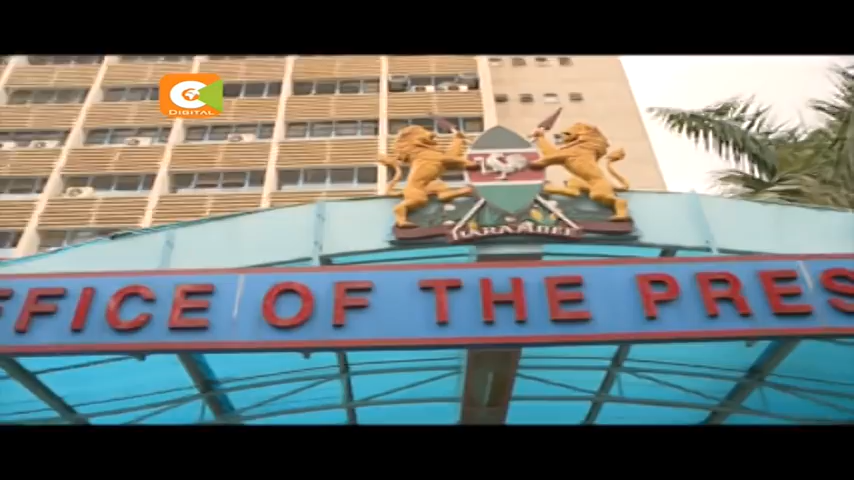 C
DIGITAL
HARAMBEE
FFICE OF THE PRES